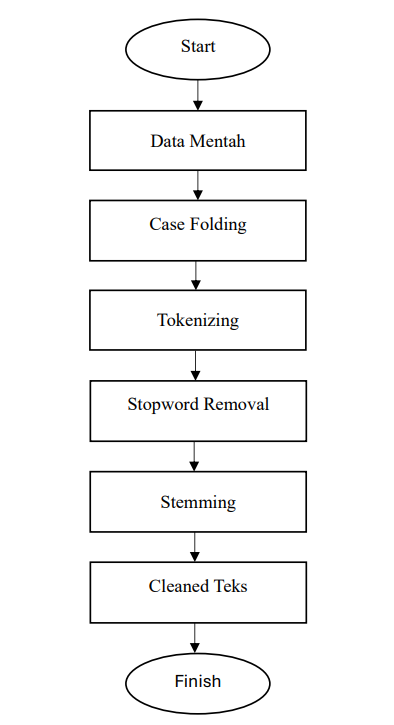 Start
Data Mentah
Case Folding
Tokenizing
Stopword Removal
Stemming
Cleaned Teks
Finish